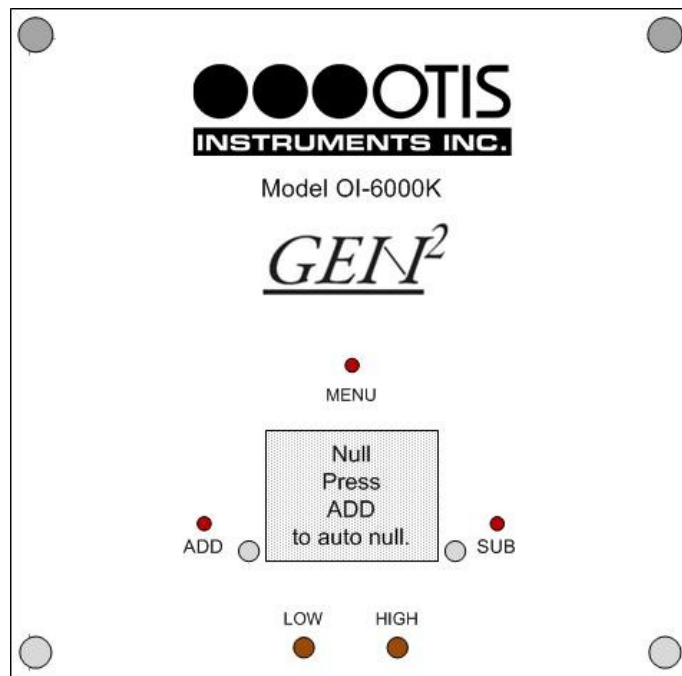 OTIS
INSTRUMENTS INC.
Model OI-6000K
GEN²
MENU
Null
Press
ADD
to auto null.
ADD
SUB
LOW
HIGH